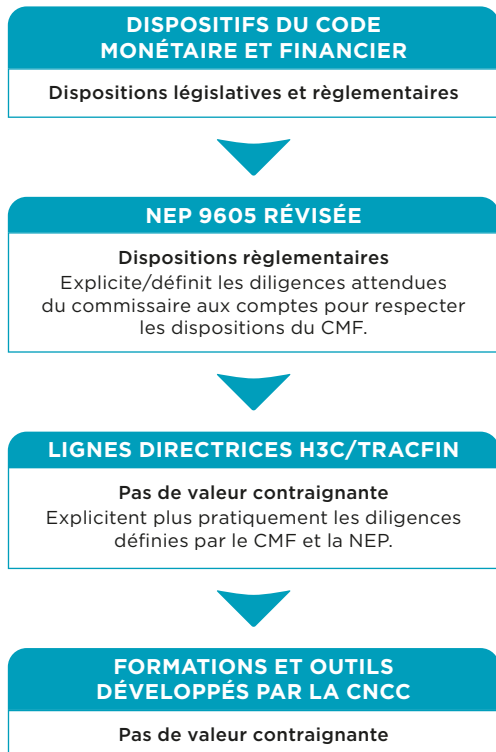 DISPOSITIFS DU CODE
MONÉTAIRE ET FINANCIER
Dispositions législatives et règlementaires
NEP 9605 RÉVISÉE
Dispositions règlementaires
Explicite/définit les diligences attendues
du commissaire aux comptes pour respecter
les dispositions du CMF.
LIGNES DIRECTRICES H3C/TRACFIN
Pas de valeur contraignante
Explicitent plus pratiquement les diligences
définies par le CMF et la NEP.
FORMATIONS ET OUTILS
DÉVELOPPÉS PAR LA CNCC
Pas de valeur contraignante